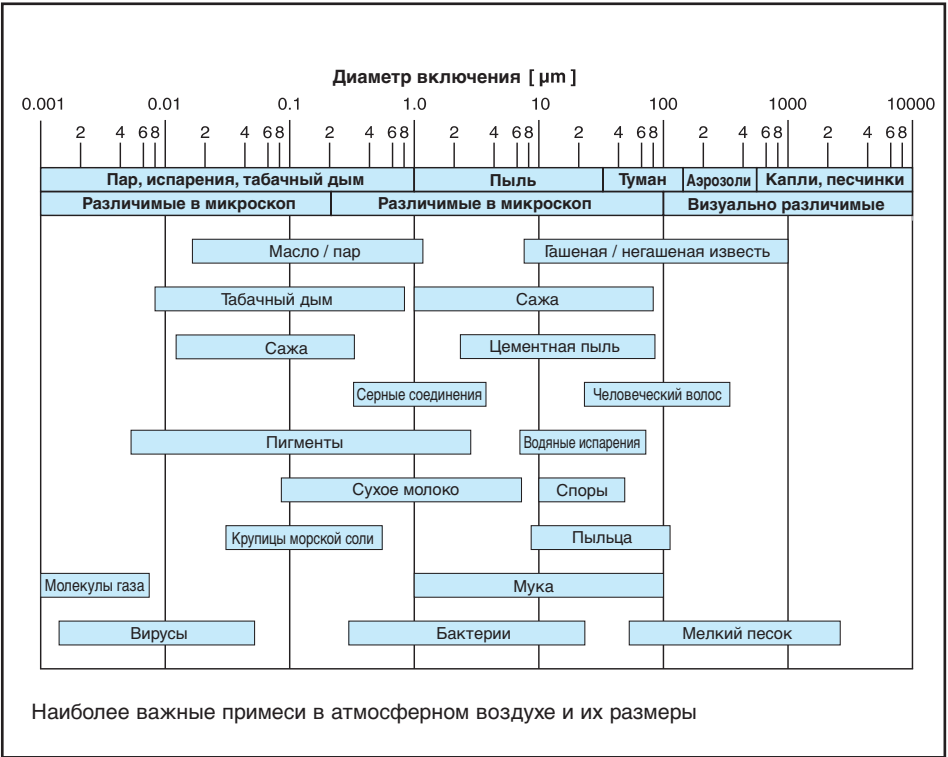 Диаметр включения [ µm ]
0.001 0.01 0.1 1.0 10 100 1000 10000
2 4 6 8 2 4 6 8 2 4 6 8 2 4 6 8 2 4 6 8 2 4 6 8 2 4 6 8
Пар, испарения, табачный дым Пыль Туман Аэрозоли Капли, песчинки
Различимые в микроскоп Различимые в микроскоп Визуально различимые
Масло / пар Гашеная / негашеная известь
Табачный дым Сажа
Сажа Цементная пыль
Серные соединения Человеческий волос
Пигменты Водяные испарения
Сухое молоко Споры
Крупицы морской соли Пыльца
Молекулы газа Мука
Вирусы Бактерии Мелкий песок
Наиболее важные примеси в атмосферном воздухе и их размеры